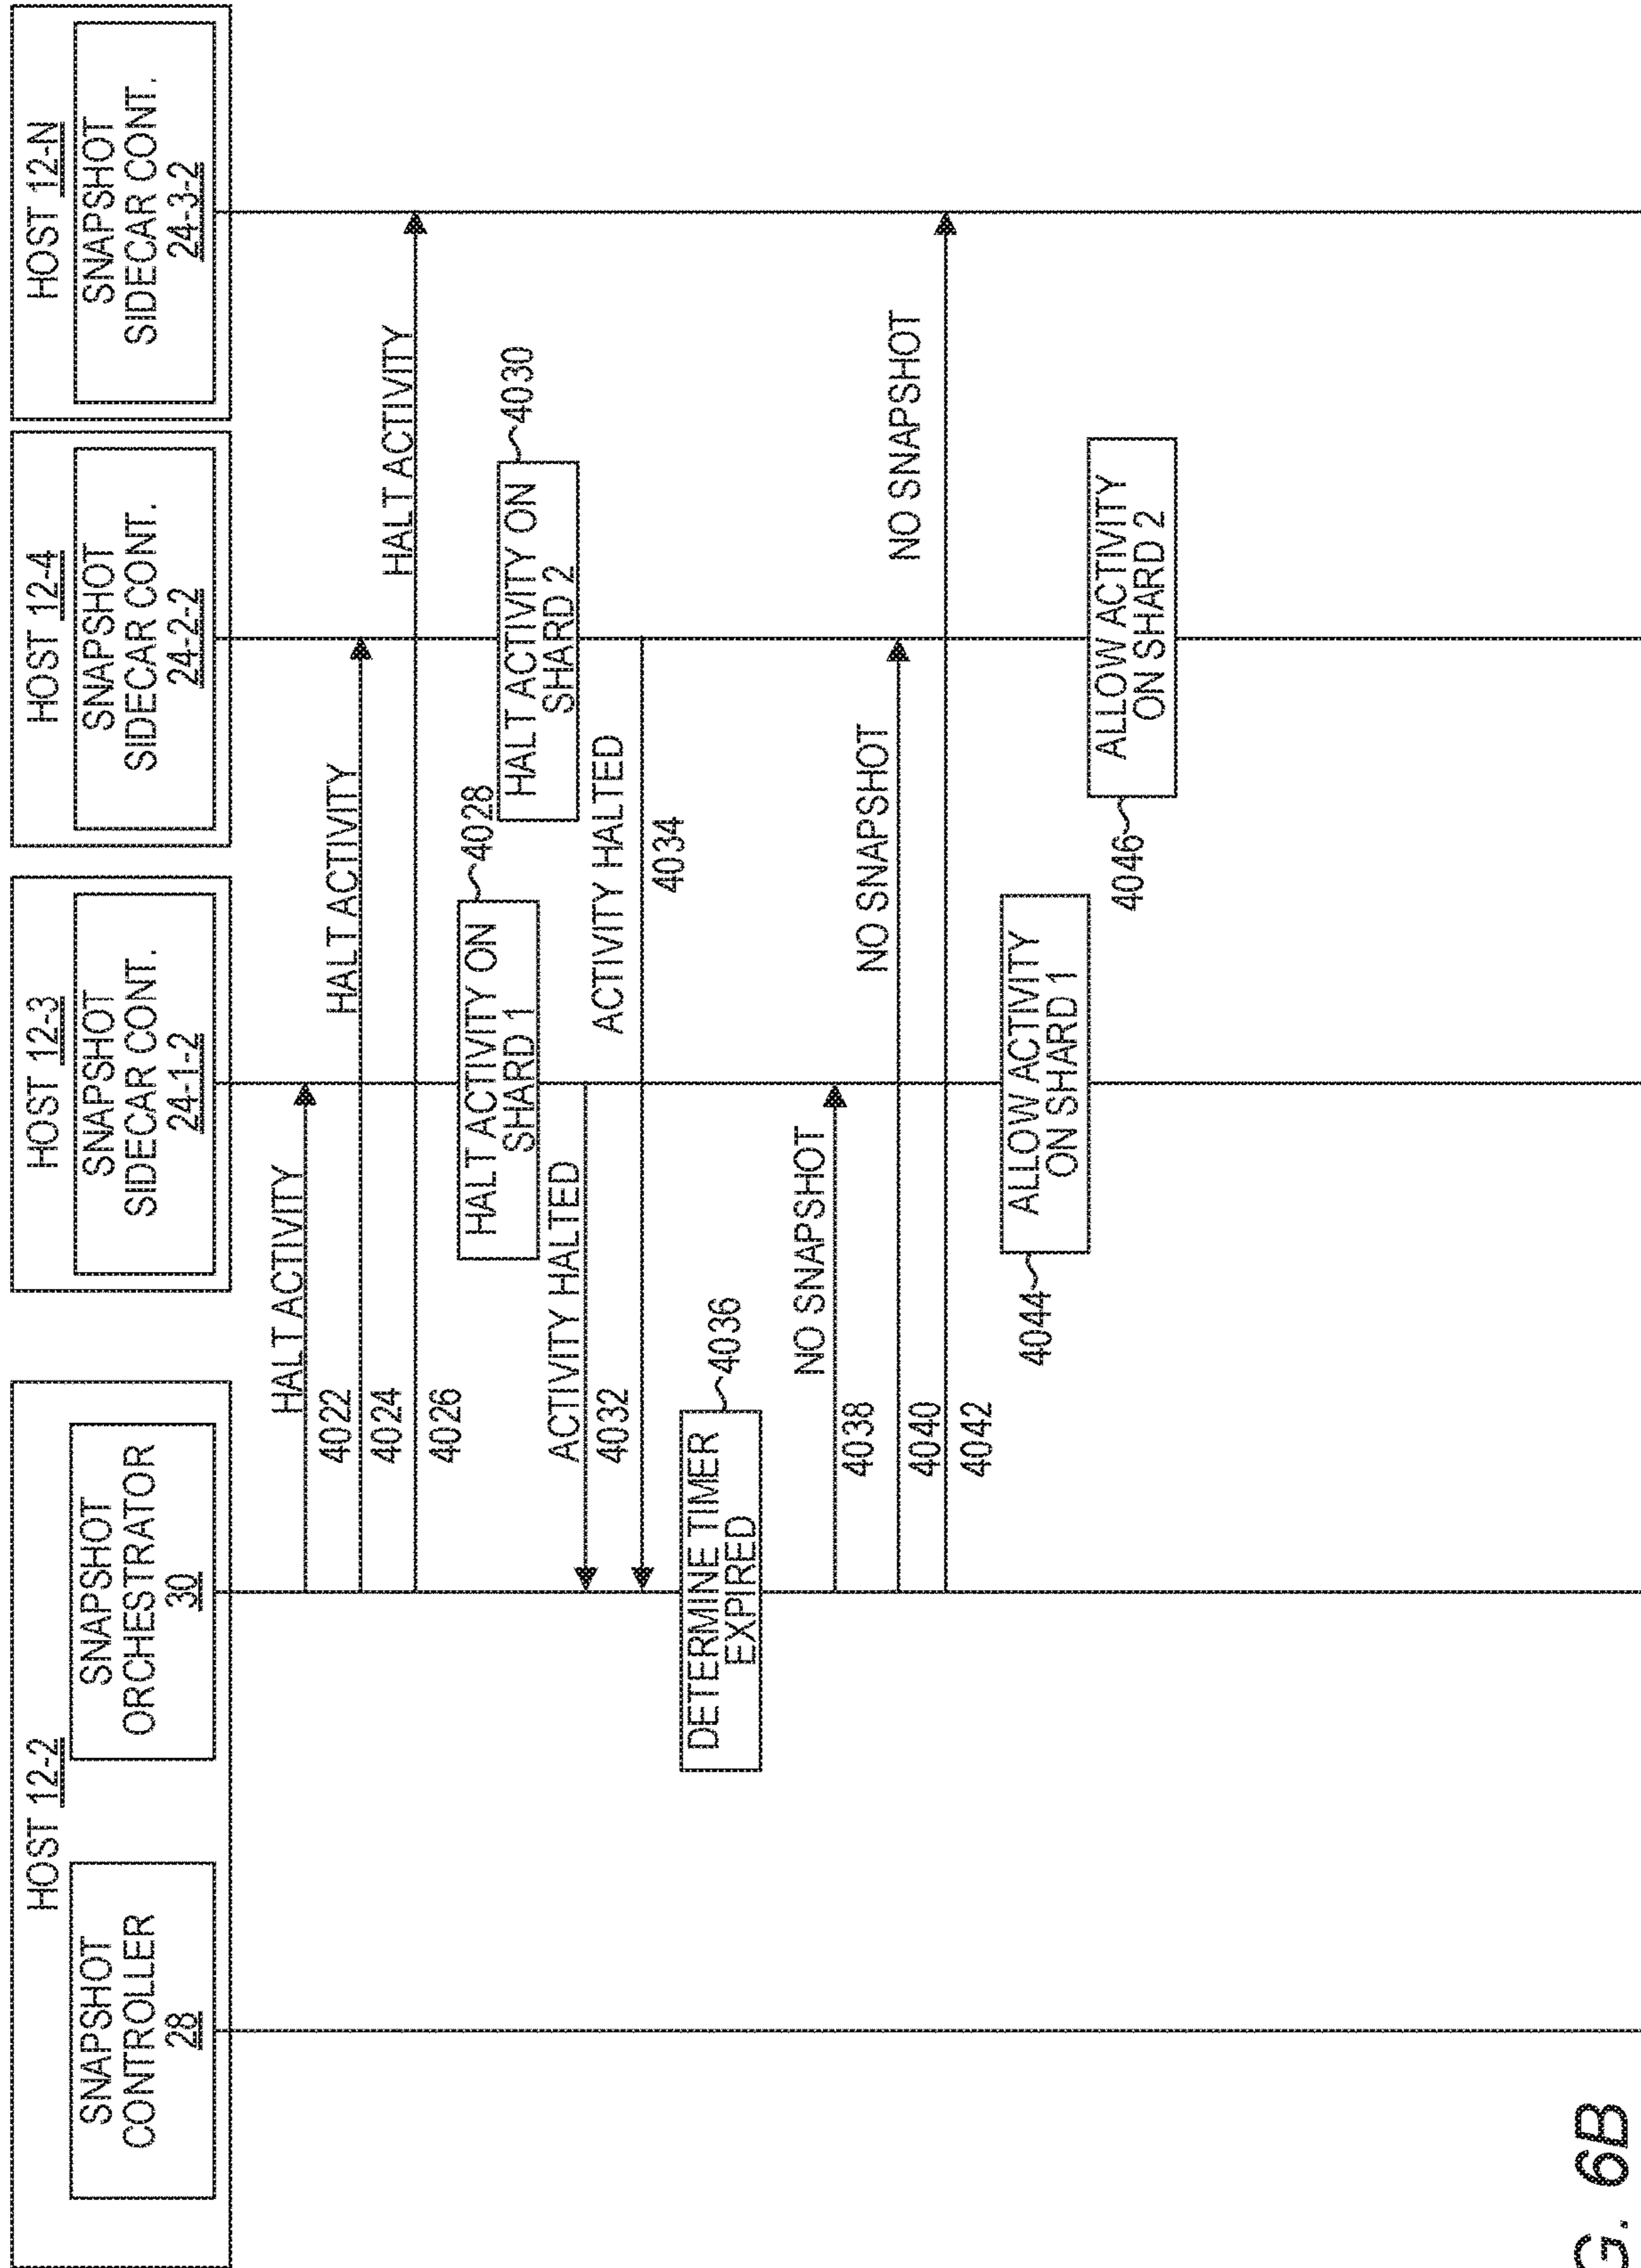 HOST 12-2
SNAPSHOT
CONTROLLER
28
SNAPSHOT
ORCHESTRATOR
30
HOST 12-3
SNAPSHOT
SIDECAR CONT.
24-1-2
HOST 12-4
SNAPSHOT
SIDECAR CONT.
24-2-2
HOST 12-N
SNAPSHOT
SIDECAR CONT.
24-3-2
HALT ACTIVITY
4022
HALT ACTIVITY
4024
HALT ACTIVITY
4026
HALT ACTIVITY ON
SHARD 1
4028
HALT ACTIVITY ON
SHARD 2
4030
ACTIVITY HALTED
4032
ACTIVITY HALTED
4034
DETERMINE TIMER
EXPIRED
4036
NO SNAPSHOT
4038
NO SNAPSHOT
4040
NO SNAPSHOT
4042
4044
ALLOW ACTIVITY
ON SHARD 1
4046
ALLOW ACTIVITY
ON SHARD 2
G. 6B